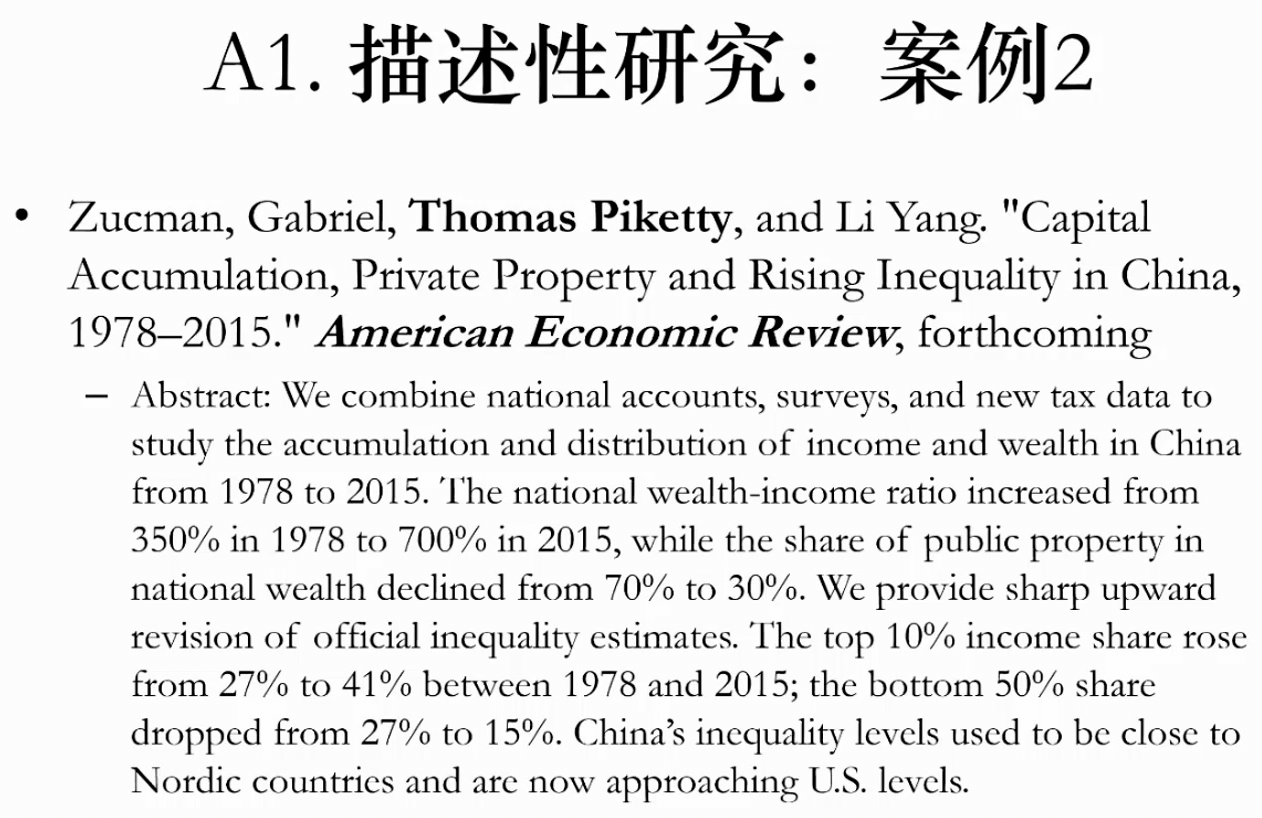 A1. 描述性研究：案例2
• Zucman, Gabriel, Thomas Piketty, and Li Yang. "Capital
Accumulation, Private Property and Rising Inequality in China,
1978–2015." American Economic Review, forthcoming
– Abstract: We combine national accounts, surveys, and new tax data to
study the accumulation and distribution of income and wealth in China
from 1978 to 2015. The national wealth-income ratio increased from
350% in 1978 to 700% in 2015, while the share of public property in
national wealth declined from 70% to 30%. We provide sharp upward
revision of official inequality estimates. The top 10% income share rose
from 27% to 41% between 1978 and 2015; the bottom 50% share
dropped from 27% to 15%. China’s inequality levels used to be close to
Nordic countries and are now approaching U.S. levels.